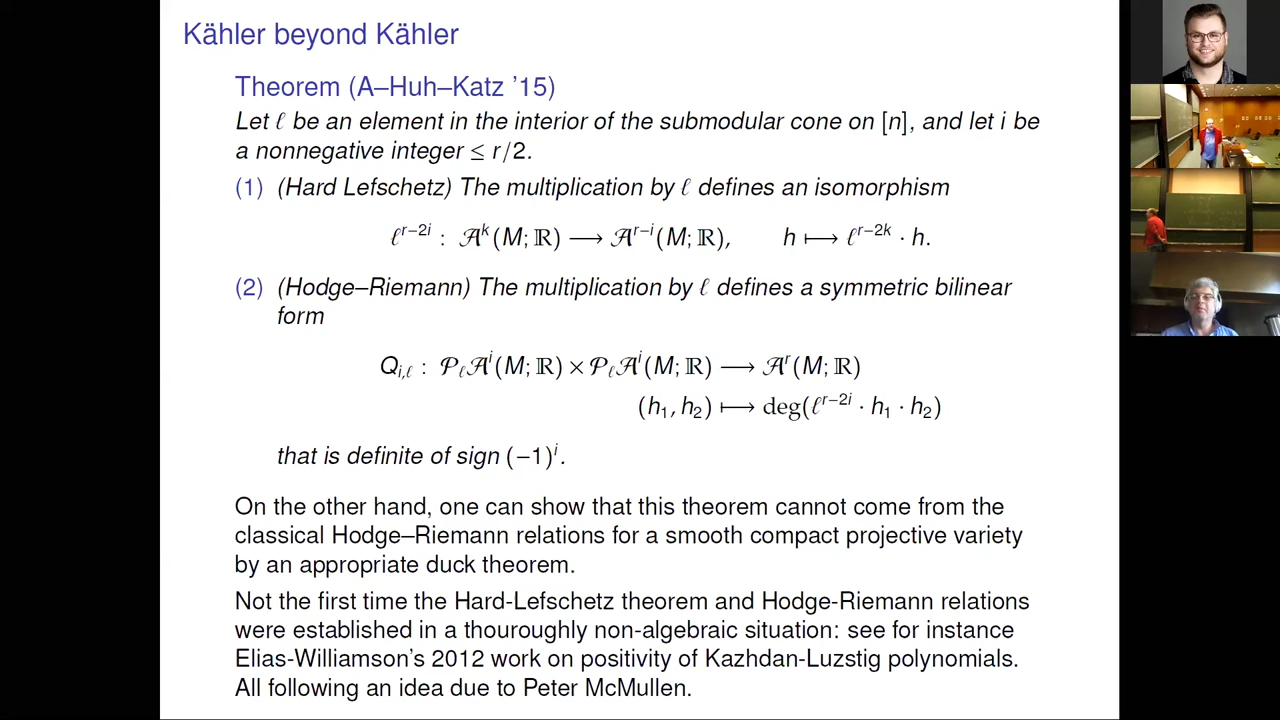 Kähler beyond Kähler
Theorem (A–Huh–Katz ’15)
Let ℓ be an element in the interior of the submodular cone on [n], and let i be
a nonnegative integer ≤ r/2.
(1) (Hard Lefschetz) The multiplication by ℓ defines an isomorphism
ℓ^{r−2i} : 𝒜^k(M; ℝ) ⟶ 𝒜^{r−i}(M; ℝ), h ⟼ ℓ^{r−2k} · h.
(2) (Hodge–Riemann) The multiplication by ℓ defines a symmetric bilinear
form
Q_{i,ℓ} : 𝒫_ℓ𝒜^i(M; ℝ) × 𝒫_ℓ𝒜^i(M; ℝ) ⟶ 𝒜^r(M; ℝ)
(h_1, h_2) ⟼ deg(ℓ^{r−2i} · h_1 · h_2)
that is definite of sign (−1)^i.
On the other hand, one can show that this theorem cannot come from the
classical Hodge–Riemann relations for a smooth compact projective variety
by an appropriate duck theorem.
Not the first time the Hard-Lefschetz theorem and Hodge-Riemann relations
were established in a thouroughly non-algebraic situation: see for instance
Elias-Williamson’s 2012 work on positivity of Kazhdan-Luzstig polynomials.
All following an idea due to Peter McMullen.